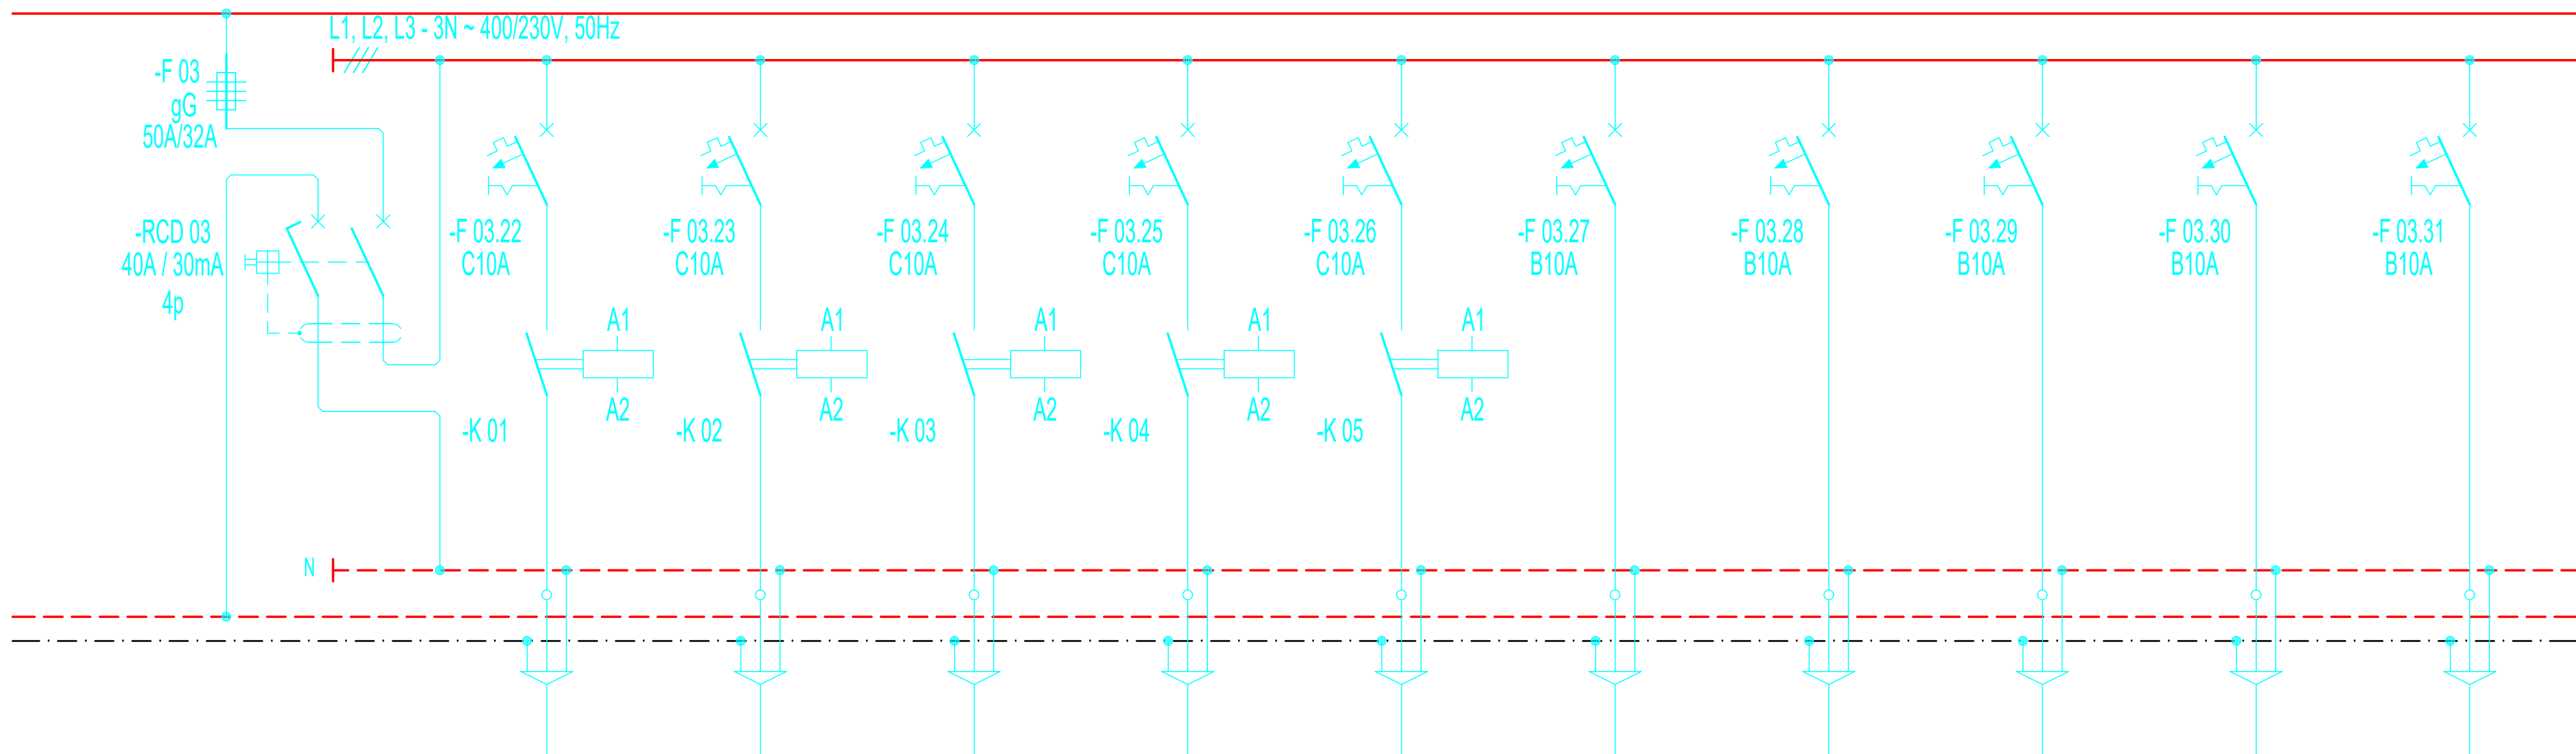 L1, L2, L3 - 3N ~ 400/230V, 50Hz
-F 03
gG
50A/32A
-RCD 03
40A / 30mA
4p
-F 03.22
C10A
-F 03.23
C10A
-F 03.24
C10A
-F 03.25
C10A
-F 03.26
C10A
-F 03.27
B10A
-F 03.28
B10A
-F 03.29
B10A
-F 03.30
B10A
-F 03.31
B10A
A1
A2
-K 01
A1
A2
-K 02
A1
A2
-K 03
A1
A2
-K 04
A1
A2
-K 05
N